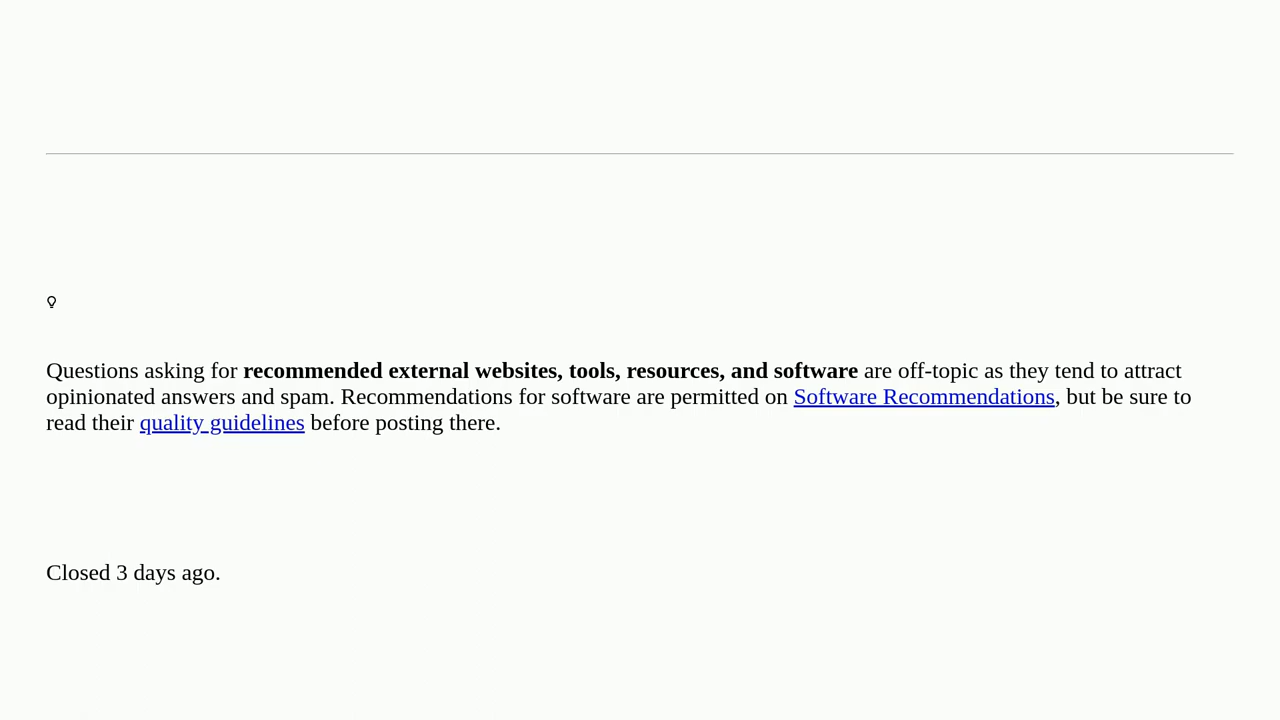 Questions asking for recommended external websites, tools, resources, and software are off-topic as they tend to attract
opinionated answers and spam. Recommendations for software are permitted on Software Recommendations, but be sure to
read their quality guidelines before posting there.
Closed 3 days ago.